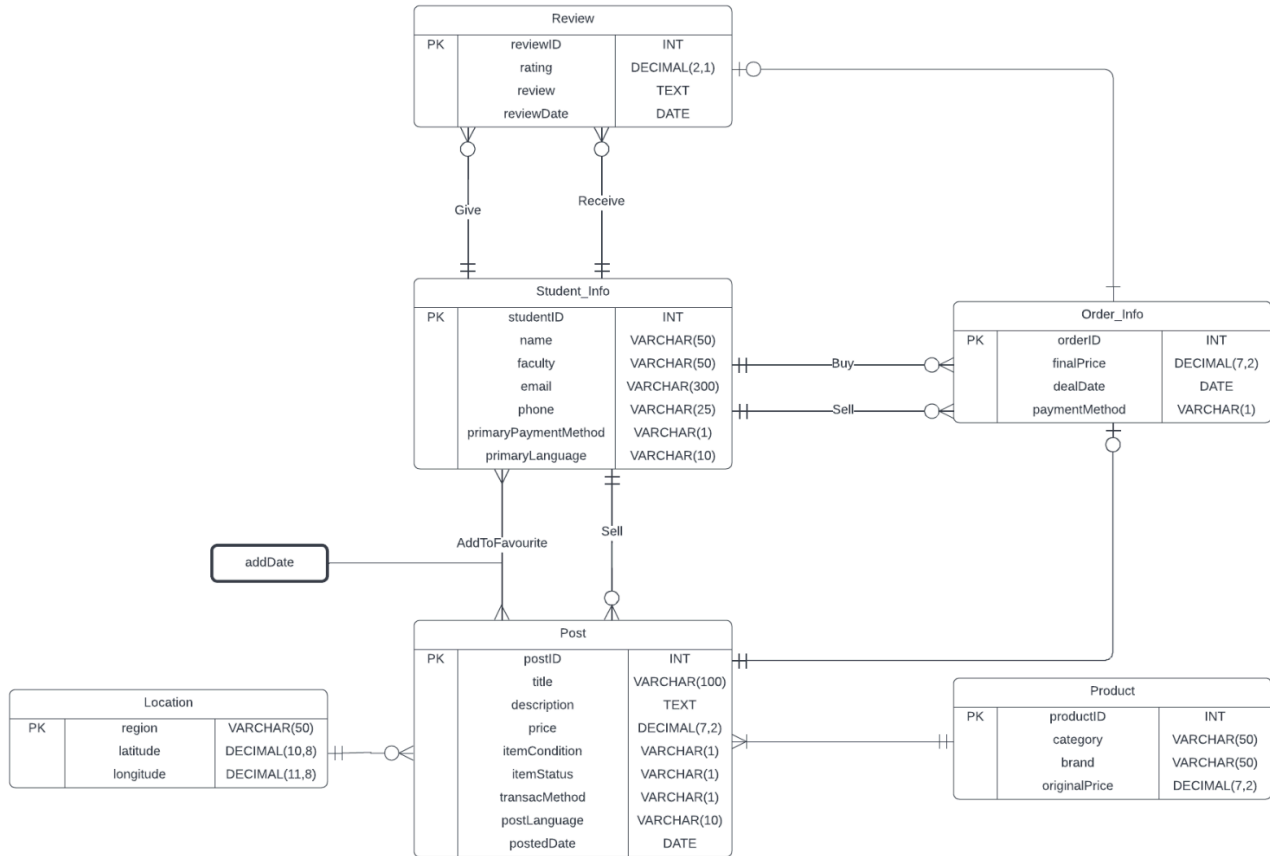 Review
PK reviewID INT
rating DECIMAL(2,1)
review TEXT
reviewDate DATE
Give
Receive
Student_Info
PK studentID INT
name VARCHAR(50)
faculty VARCHAR(50)
email VARCHAR(300)
phone VARCHAR(25)
primaryPaymentMethod VARCHAR(1)
primaryLanguage VARCHAR(10)
Buy
Sell
Order_Info
PK orderID INT
finalPrice DECIMAL(7,2)
dealDate DATE
paymentMethod VARCHAR(1)
AddToFavourite
Sell
addDate
Post
PK postID INT
title VARCHAR(100)
description TEXT
price DECIMAL(7,2)
itemCondition VARCHAR(1)
itemStatus VARCHAR(1)
transacMethod VARCHAR(1)
postLanguage VARCHAR(10)
postedDate DATE
Location
PK region VARCHAR(50)
latitude DECIMAL(10,8)
longitude DECIMAL(11,8)
Product
PK productID INT
category VARCHAR(50)
brand VARCHAR(50)
originalPrice DECIMAL(7,2)